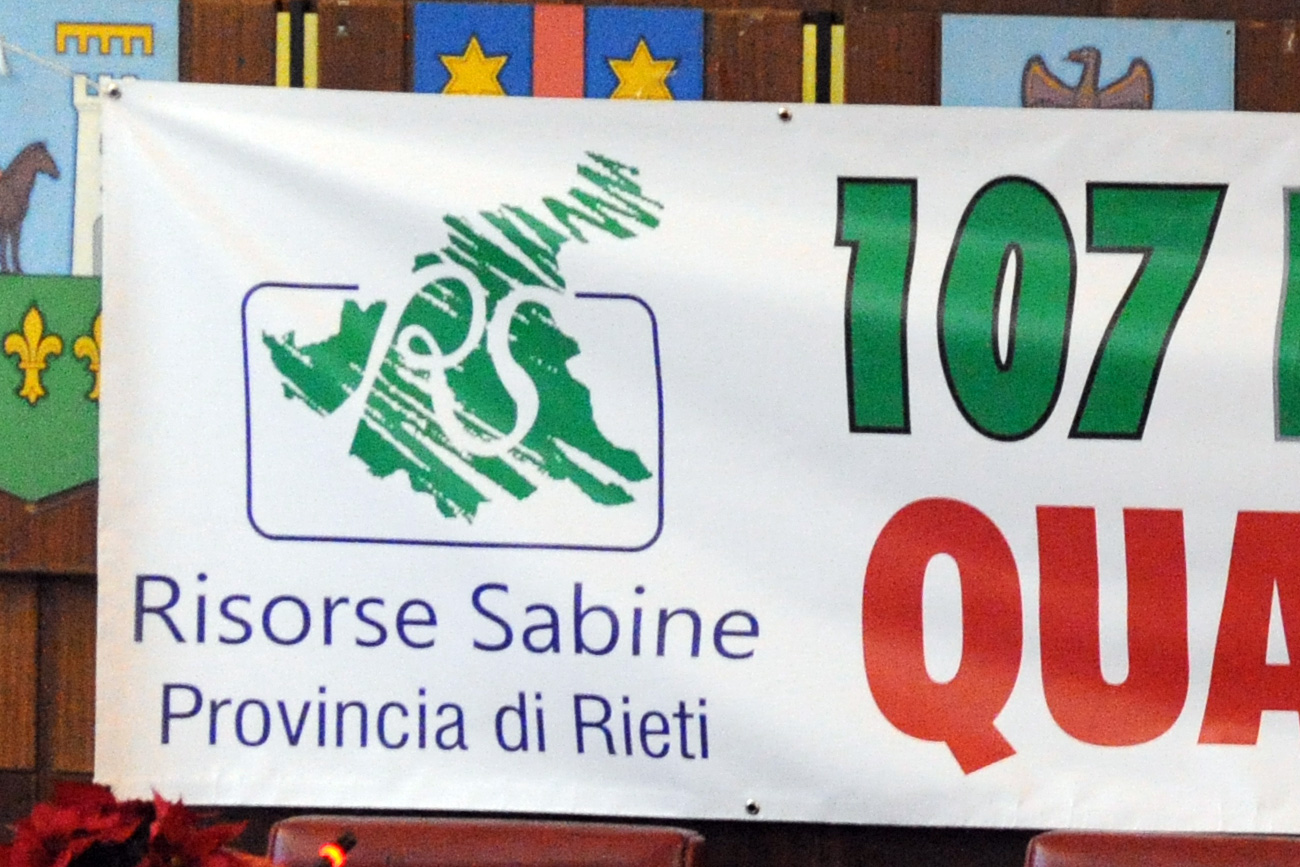 RS
Risorse Sabine
Provincia di Rieti
107
QUA